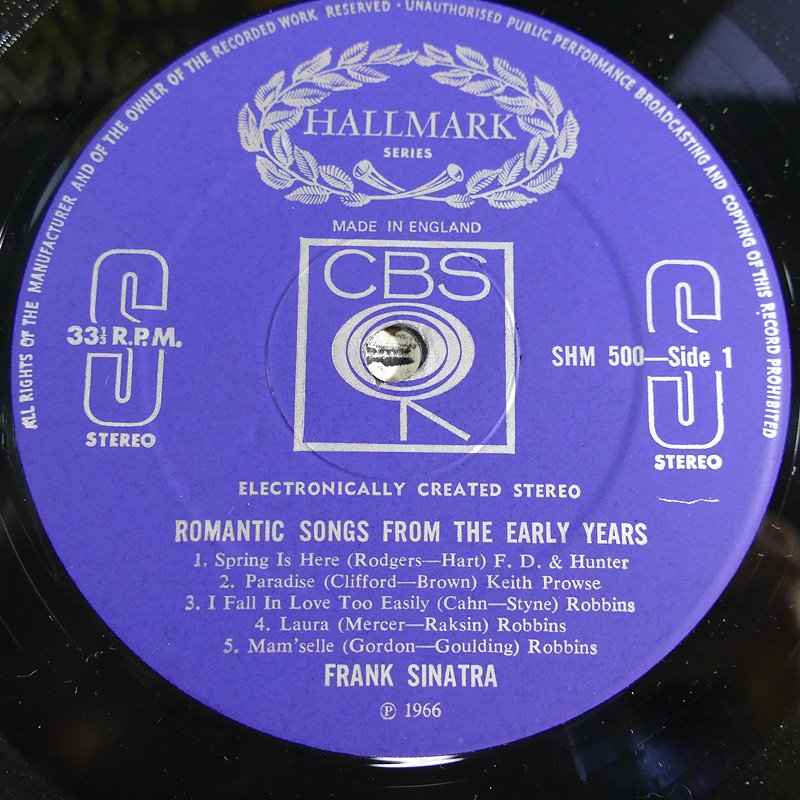 ALL RIGHTS OF THE MANUFACTURER AND OF THE OWNER OF THE RECORDED WORK RESERVED · UNAUTHORISED PUBLIC PERFORMANCE BROADCASTING AND COPYING OF THIS RECORD PROHIBITED
HALLMARK
SERIES
MADE IN ENGLAND
CBS
33⅓ R.P.M.
STEREO
SHM 500—Side 1
STEREO
ELECTRONICALLY CREATED STEREO
ROMANTIC SONGS FROM THE EARLY YEARS
1. Spring Is Here (Rodgers—Hart) F. D. & Hunter
2. Paradise (Clifford—Brown) Keith Prowse
3. I Fall In Love Too Easily (Cahn—Styne) Robbins
4. Laura (Mercer—Raksin) Robbins
5. Mam'selle (Gordon—Goulding) Robbins
FRANK SINATRA
℗ 1966